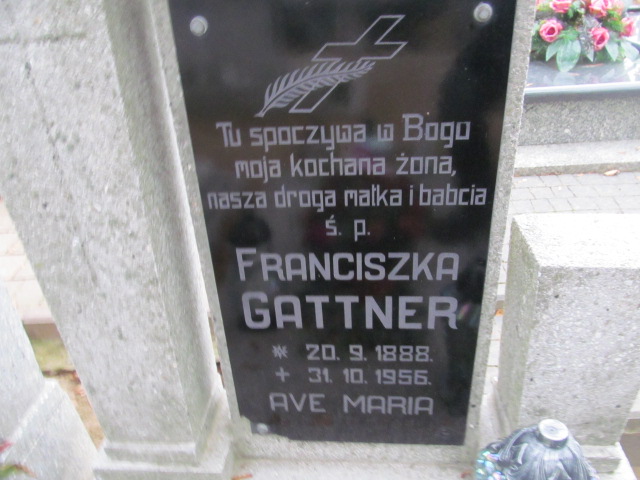 Tu spoczywa w Bogu
moja kochana żona,
nasza droga matka i babcia
ś. p.
FRANCISZKA
GATTNER
* 20. 9. 1888.
+ 31. 10. 1956.
AVE MARIA